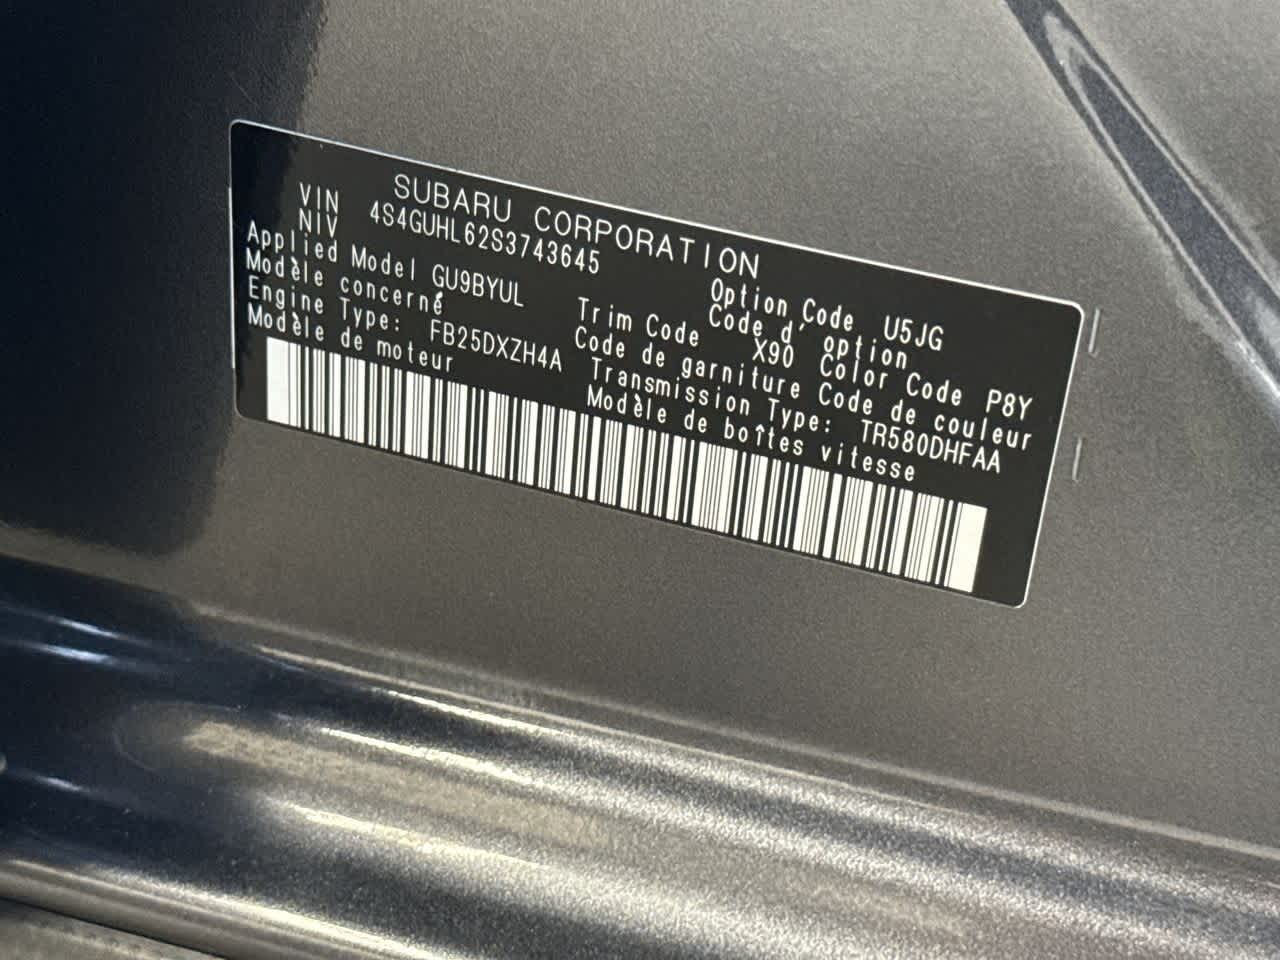 SUBARU CORPORATION
VIN
NIV 4S4GUHL62S3743645
Applied Model GU9BYUL Option Code U5JG
Modèle concerné Code d'option
Trim Code X90 Color Code P8Y
Code de garniture Code de couleur
Engine Type: FB25DXZH4A Transmission Type: TR580DHFAA
Modèle de moteur Modèle de boîtes vitesse